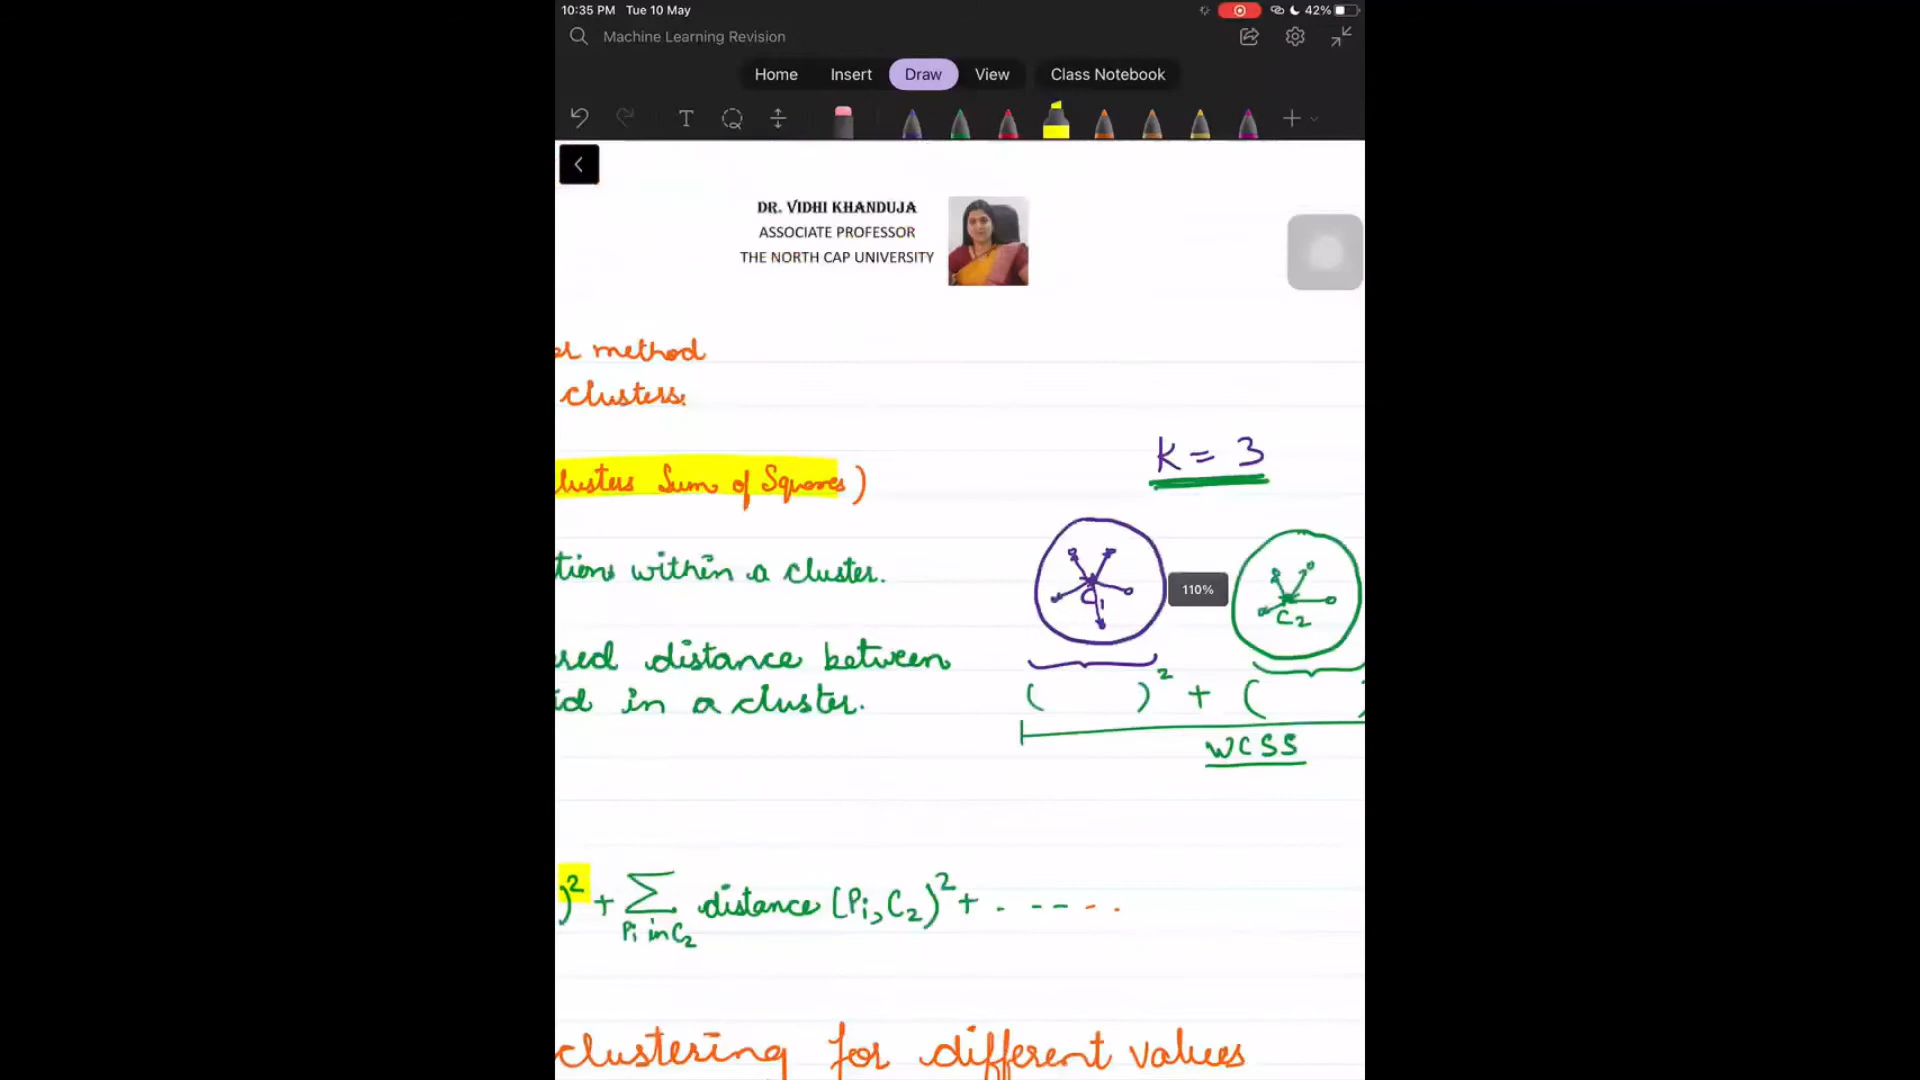 10:35 PM Tue 10 May
42%
Machine Learning Revision
Home Insert Draw View Class Notebook
T
DR. VIDHI KHANDUJA
ASSOCIATE PROFESSOR
THE NORTH CAP UNIVERSITY
method
clusters.
K = 3
lusters Sum of Squares)
tions within a cluster.
C1
110%
C2
ared distance between
id in a cluster.
( )² + (
WCSS
)² + ∑ distance (Pi, C2)² + . - - - .
Pi in C2
clustering for different values